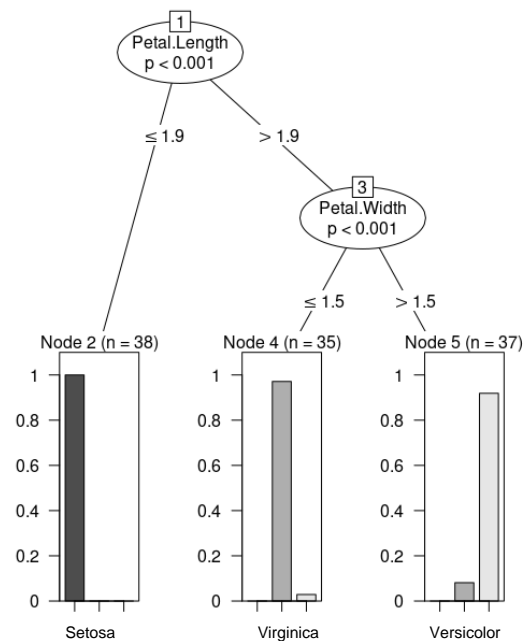 1
Petal.Length
p < 0.001
≤ 1.9
> 1.9
3
Petal.Width
p < 0.001
≤ 1.5
> 1.5
Node 2 (n = 38)
1
0.8
0.6
0.4
0.2
0
Setosa
Node 4 (n = 35)
1
0.8
0.6
0.4
0.2
0
Virginica
Node 5 (n = 37)
1
0.8
0.6
0.4
0.2
0
Versicolor